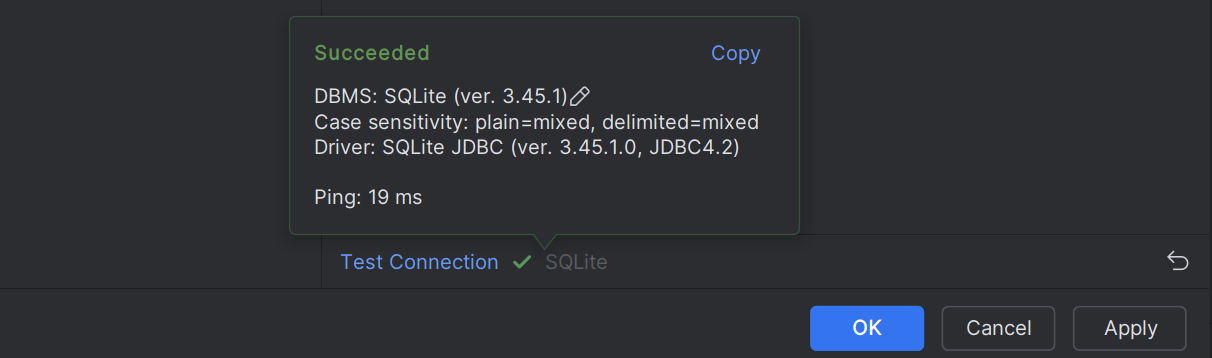 Succeeded Copy
DBMS: SQLite (ver. 3.45.1)
Case sensitivity: plain=mixed, delimited=mixed
Driver: SQLite JDBC (ver. 3.45.1.0, JDBC4.2)
Ping: 19 ms
Test Connection SQLite
OK Cancel Apply